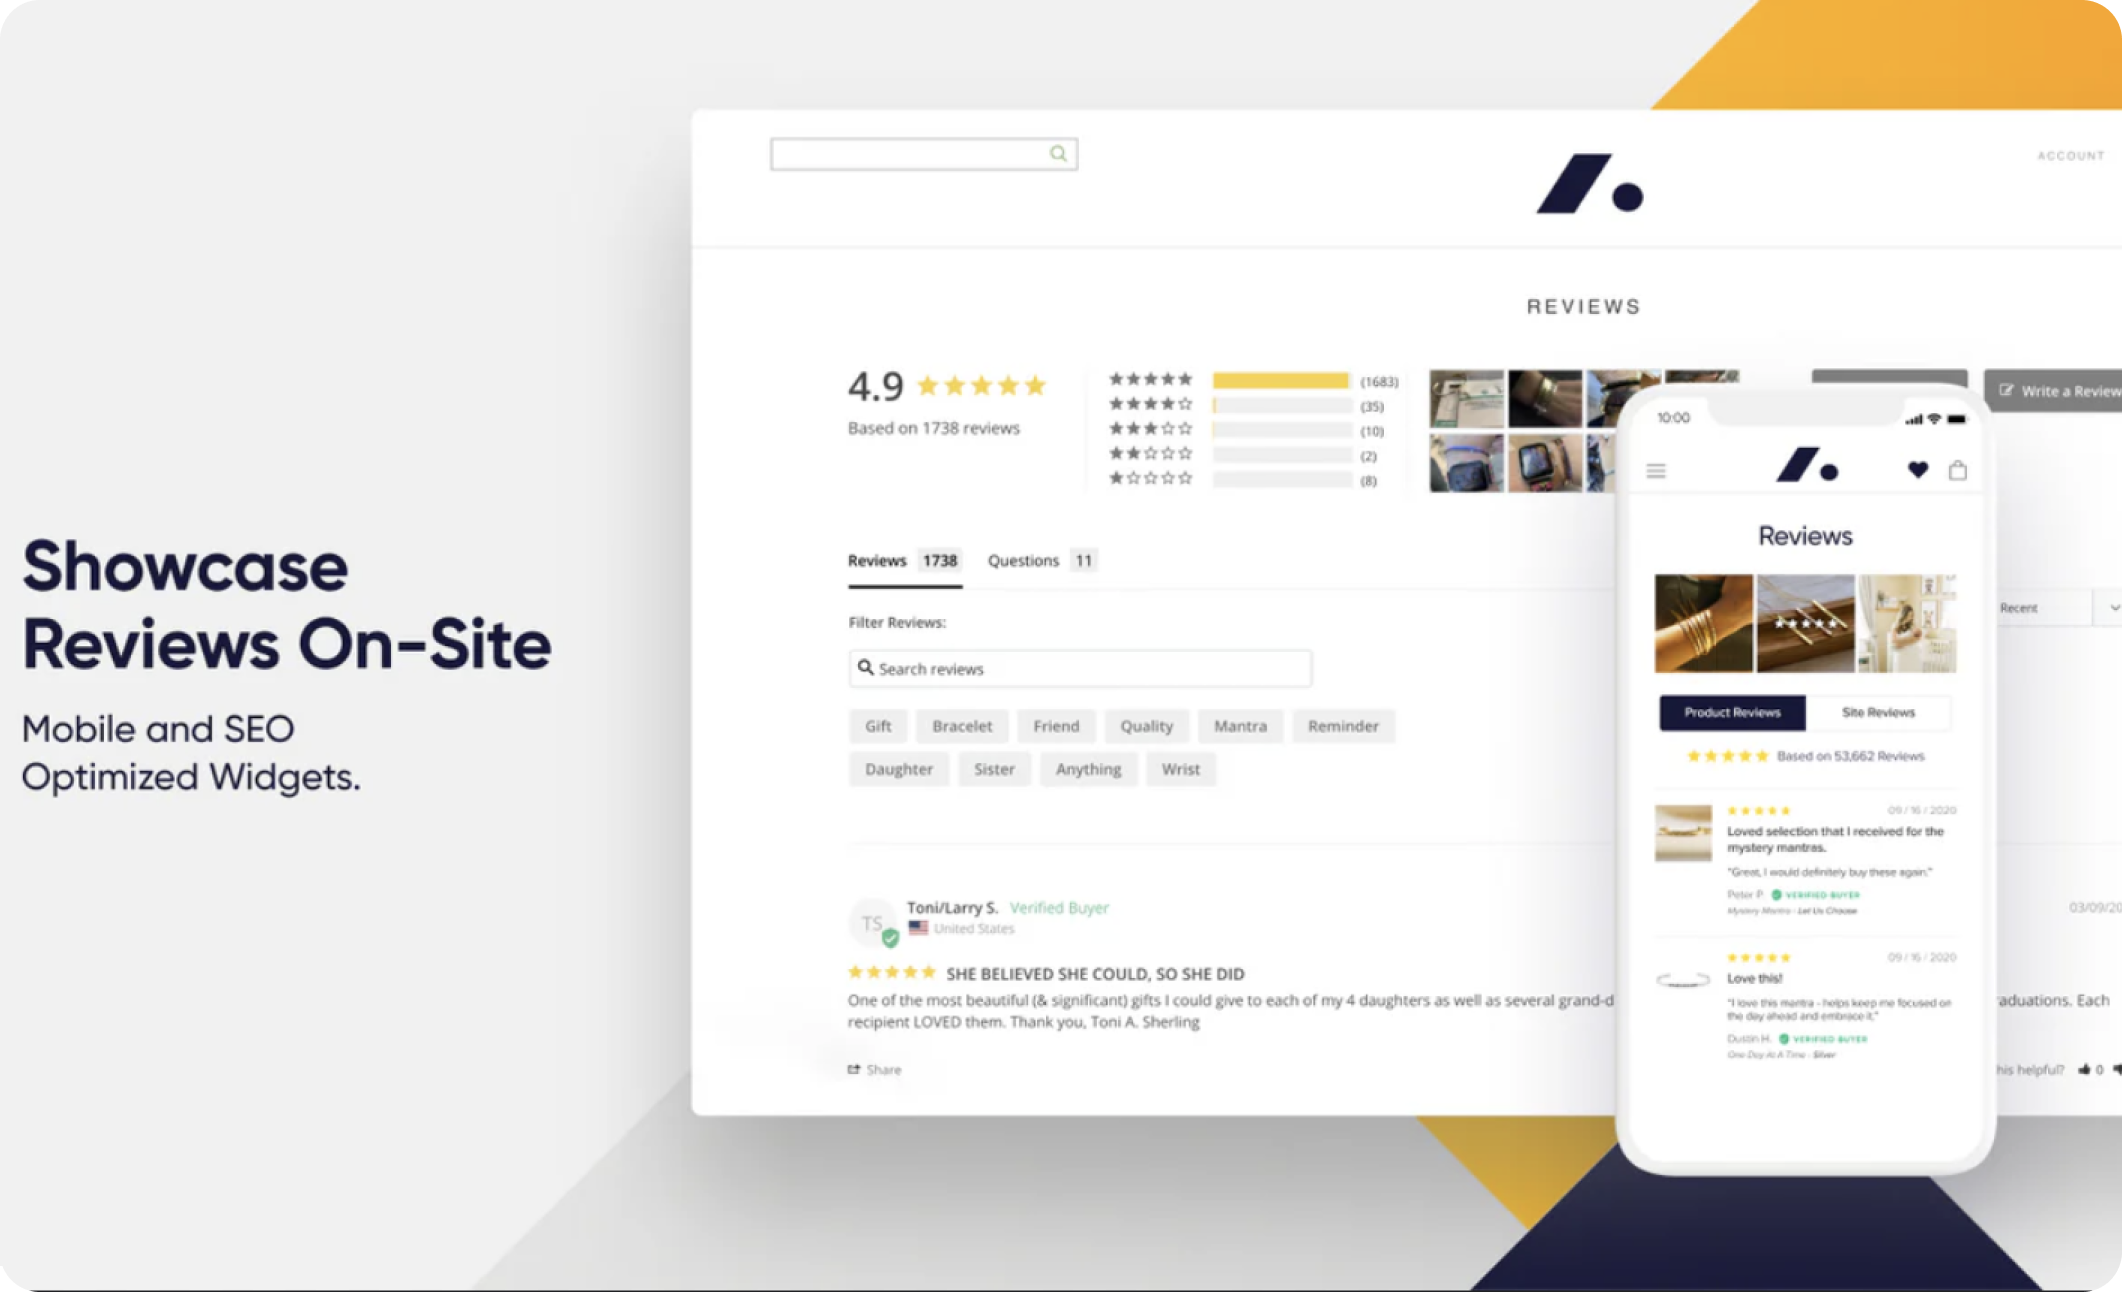 Showcase
Reviews On-Site
Mobile and SEO
Optimized Widgets.
ACCOUNT
REVIEWS
4.9
Based on 1738 reviews
(1683)
(35)
(10)
(2)
(8)
Write a Review
Reviews 1738 Questions 11
Recent
Filter Reviews:
Search reviews
Gift Bracelet Friend Quality Mantra Reminder
Daughter Sister Anything Wrist
TS
Toni/Larry S. Verified Buyer
United States
03/09/20
SHE BELIEVED SHE COULD, SO SHE DID
One of the most beautiful (& significant) gifts I could give to each of my 4 daughters as well as several grand-d
raduations. Each
recipient LOVED them. Thank you, Toni A. Sherling
Share
his helpful? 0
10:00
Reviews
Product Reviews Site Reviews
Based on 53,662 Reviews
09 / 16 / 2020
Loved selection that I received for the
mystery mantras.
"Great, I would definitely buy these again."
Peter P. VERIFIED BUYER
Mystery Mantra - Let Us Choose
09 / 16 / 2020
Love this!
"I love this mantra - helps keep me focused on
the day ahead and embrace it."
Dustin H. VERIFIED BUYER
One Day At A Time - Silver